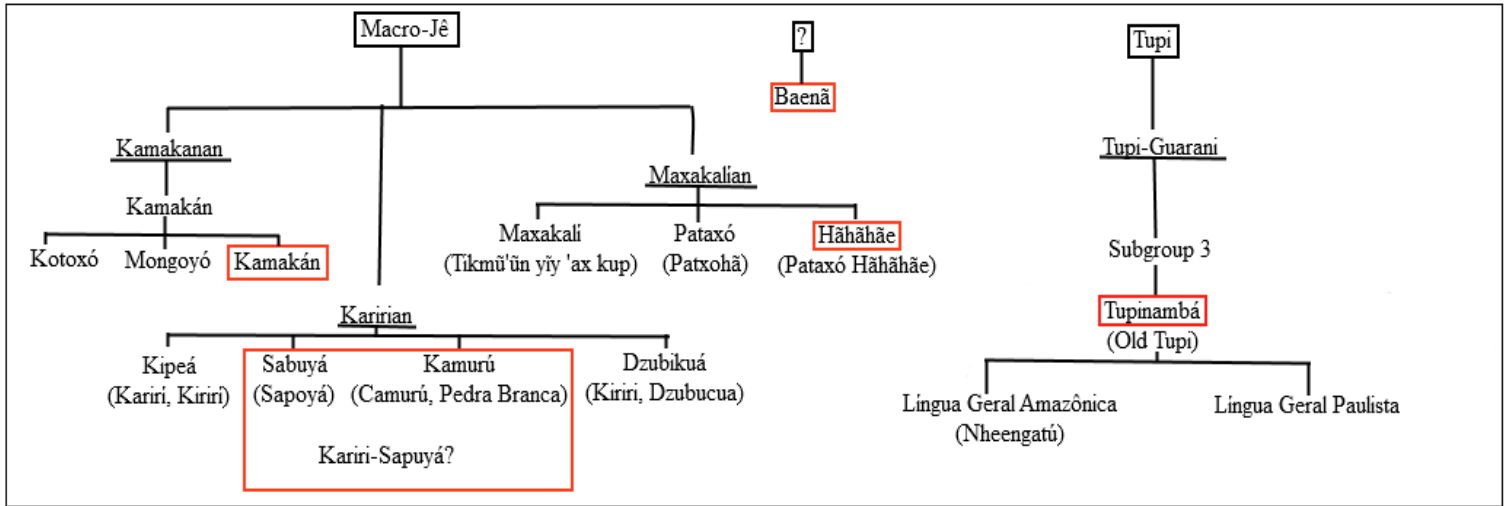 Macro-Jê
?
Tupi
Baenã
Kamakanan
Tupi-Guarani
Maxakalían
Kamakán
Maxakalí
Pataxó
Hãhãhãe
Kotoxó
Mongoyó
Kamakán
(Tikmũ'ũn yĩy 'ax kup)
(Patxohã)
(Pataxó Hãhãhãe)
Subgroup 3
Karirian
Tupinambá
(Old Tupi)
Kipeá
Sabuyá
Kamurú
Dzubikuá
(Karirí, Kirirí)
(Sapoyá)
(Camurú, Pedra Branca)
(Kiriri, Dzubucua)
Língua Geral Amazônica
Língua Geral Paulista
(Nheengatú)
Kariri-Sapuyá?